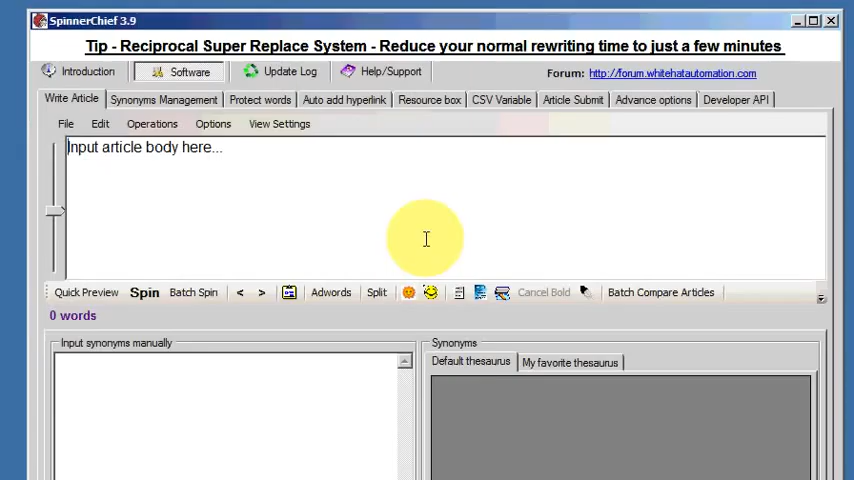 SpinnerChief 3.9
Tip - Reciprocal Super Replace System - Reduce your normal rewriting time to just a few minutes
Introduction Software Update Log Help/Support Forum: http://forum.whitehatautomation.com
Write Article Synonyms Management Protect words Auto add hyperlink Resource box CSV Variable Article Submit Advance options Developer API
File Edit Operations Options View Settings
Input article body here...
Quick Preview Spin Batch Spin < > Adwords Split Cancel Bold Batch Compare Articles
0 words
Input synonyms manually Synonyms
Default thesaurus My favorite thesaurus